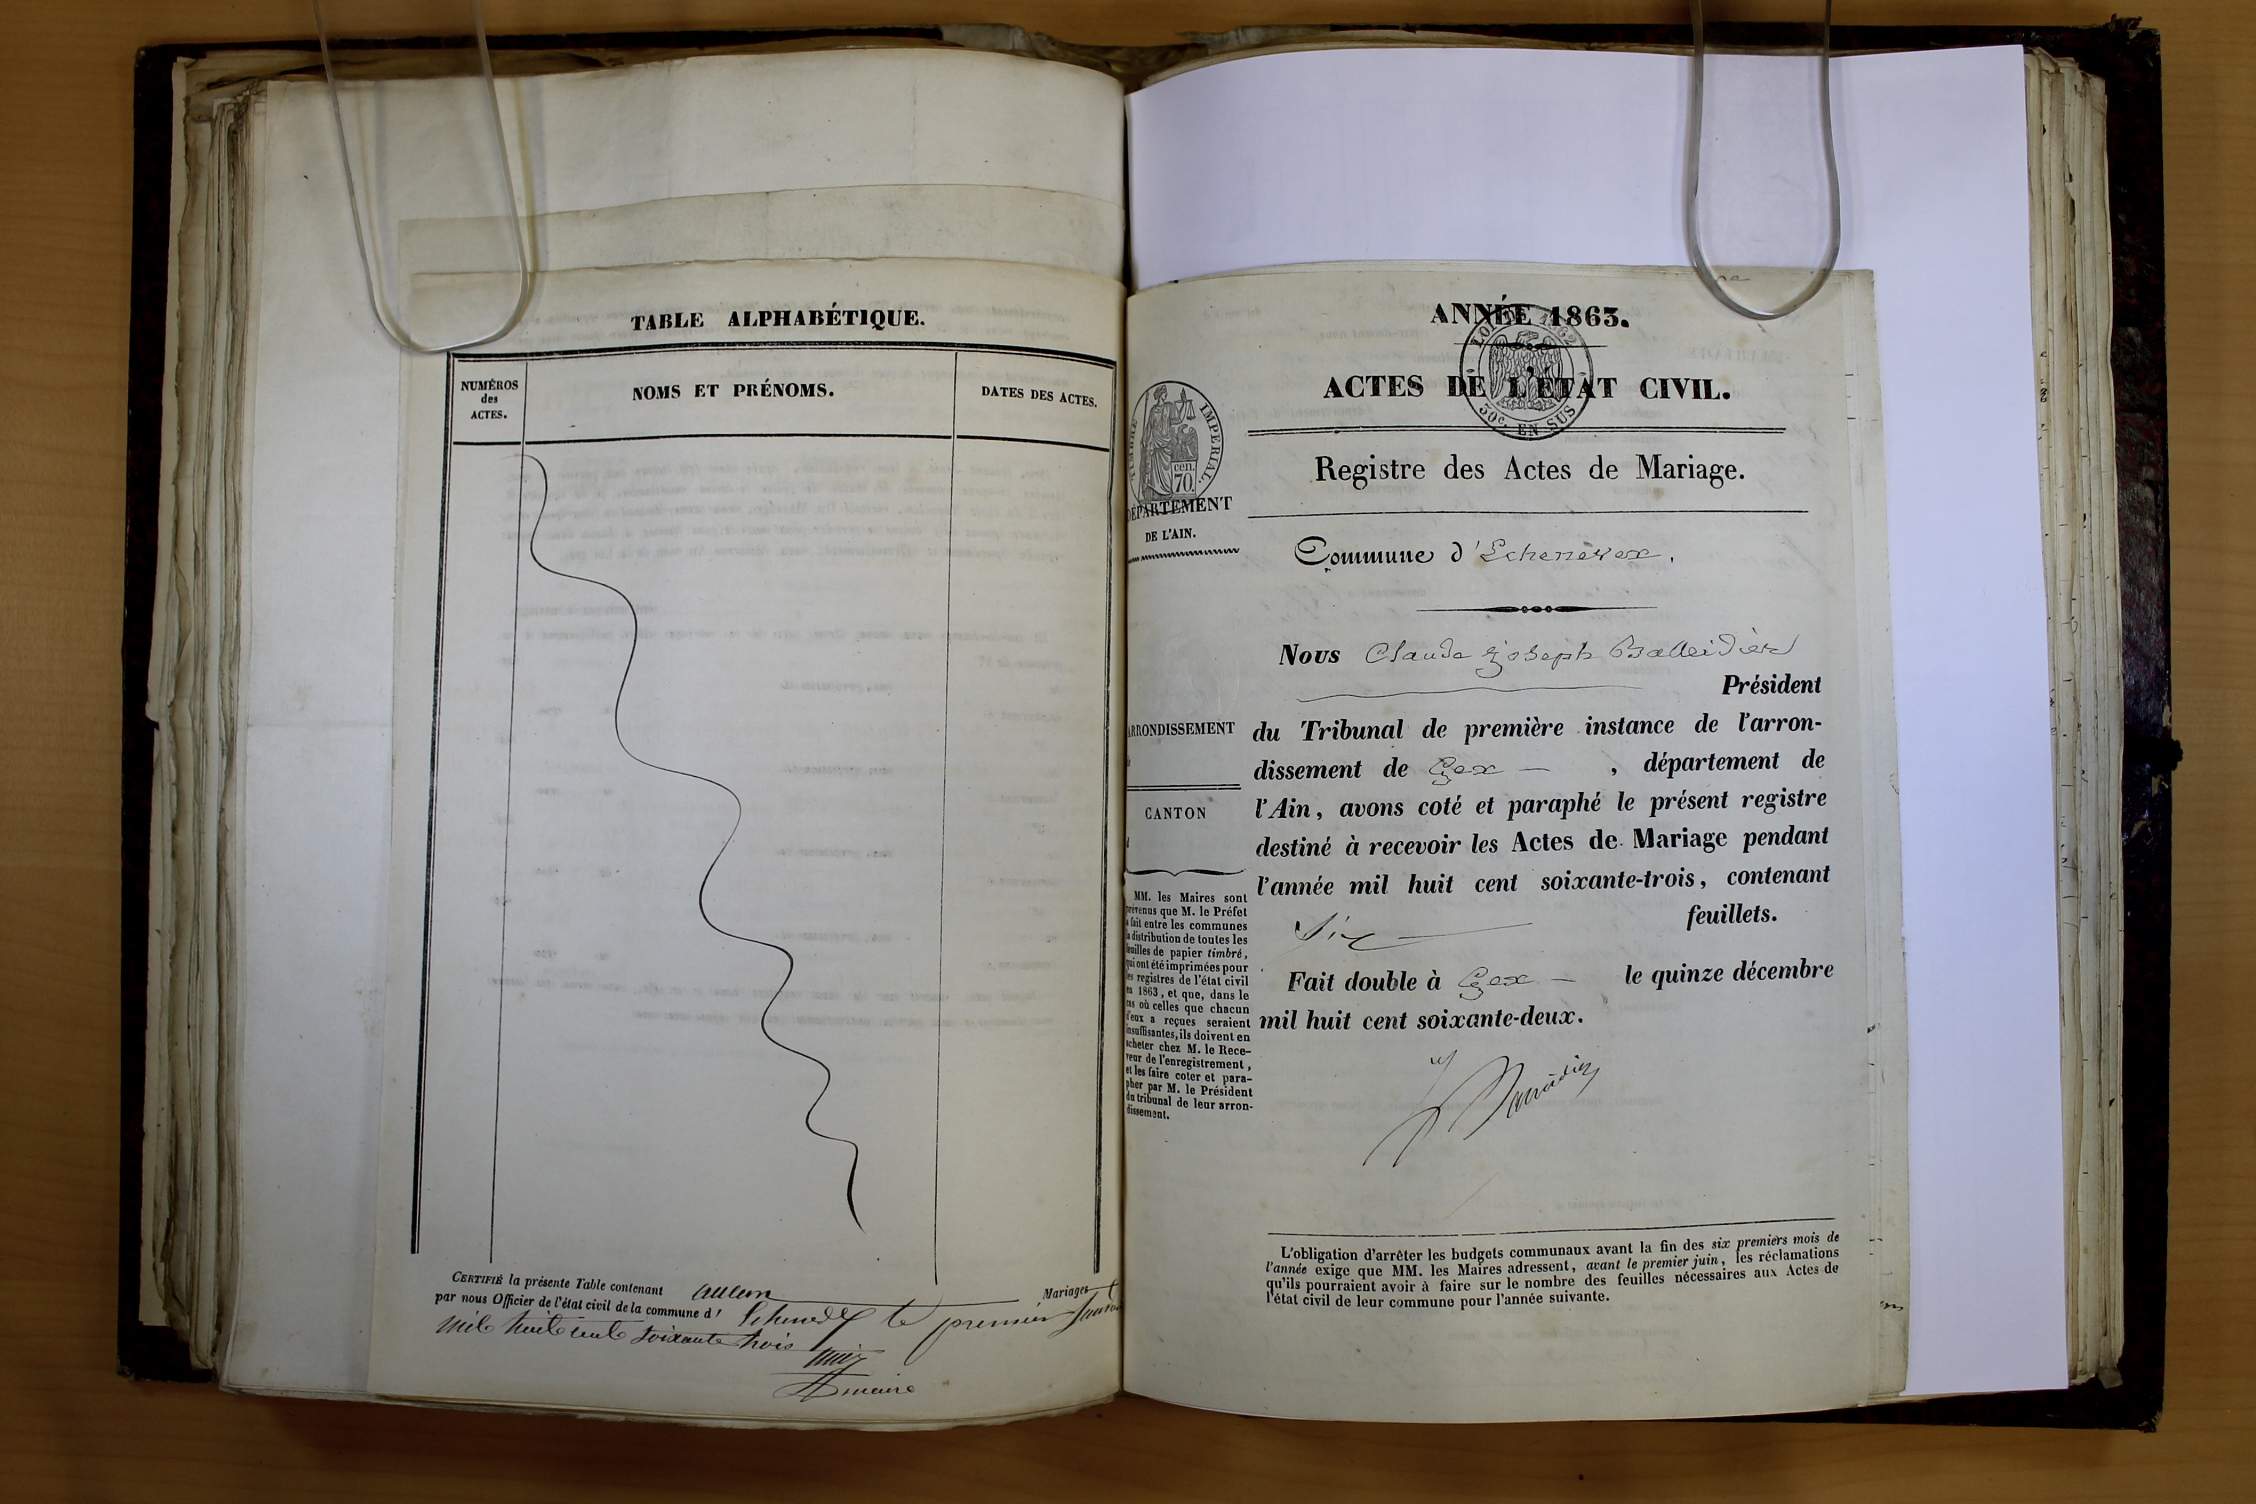 TABLE ALPHABÉTIQUE.
NUMÉROS
des
ACTES.
NOMS ET PRÉNOMS.
DATES DES ACTES.
CERTIFIÉ la présente Table contenant aucun Mariages
par nous Officier de l'état civil de la commune d' le premier
mil huit cent soixante trois
maire
ANNÉE 1863.
LOI 1862
30c. EN SUS
ACTES DE L'ÉTAT CIVIL.
TIMBRE IMPÉRIAL.
cen.
70.
DÉPARTEMENT
DE L'AIN.
Registre des Actes de Mariage.
Commune d'Echenevex.
Nous Claude Joseph Balleidier
Président
du Tribunal de première instance de l'arron-
dissement de Gex — , département de
l'Ain, avons coté et paraphé le présent registre
destiné à recevoir les Actes de Mariage pendant
l'année mil huit cent soixante-trois, contenant
Six feuillets.
Fait double à Gex — le quinze décembre
mil huit cent soixante-deux.
ARRONDISSEMENT
CANTON
MM. les Maires sont
prévenus que M. le Préfet
a fait entre les communes
la distribution de toutes les
feuilles de papier timbré,
qui ont été imprimées pour
les registres de l'état civil
en 1863, et que, dans le
cas où celles que chacun
d'eux a reçues seraient
insuffisantes, ils doivent en
acheter chez M. le Rece-
veur de l'enregistrement,
et les faire coter et para-
pher par M. le Président
du tribunal de leur arron-
dissement.
L'obligation d'arrêter les budgets communaux avant la fin des six premiers mois de
l'année exige que MM. les Maires adressent, avant le premier juin, les réclamations
qu'ils pourraient avoir à faire sur le nombre des feuilles nécessaires aux Actes de
l'état civil de leur commune pour l'année suivante.